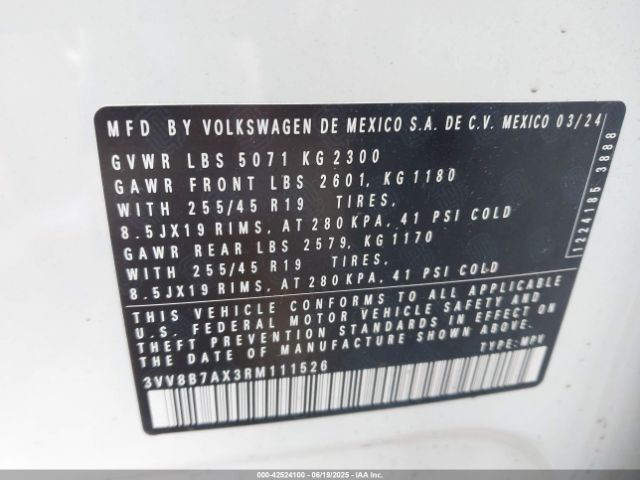 MFD BY VOLKSWAGEN DE MEXICO S.A. DE C.V. MEXICO 03/24
GVWR LBS 5071 KG 2300
GAWR FRONT LBS 2601, KG 1180
WITH 255/45 R19 TIRES,
8.5JX19 RIMS, AT 280 KPA, 41 PSI COLD
GAWR REAR LBS 2579, KG 1170
WITH 255/45 R19 TIRES,
8.5JX19 RIMS, AT 280 KPA, 41 PSI COLD
THIS VEHICLE CONFORMS TO ALL APPLICABLE
U.S. FEDERAL MOTOR VEHICLE SAFETY AND
THEFT PREVENTION STANDARDS IN EFFECT ON
THE DATE OF MANUFACTURE SHOWN ABOVE
3VV8B7AX3RM111526
TYPE: MPV
1224185 3888
000-42524100 - 06/19/2025 - IAAI.COM